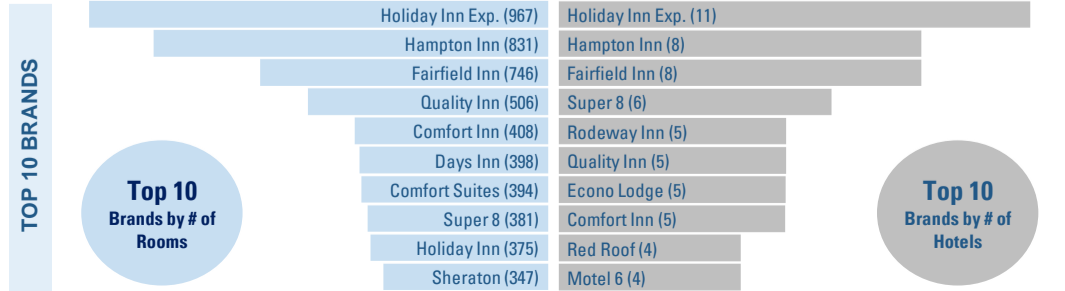 TOP 10 BRANDS
Holiday Inn Exp. (967)
Hampton Inn (831)
Fairfield Inn (746)
Quality Inn (506)
Comfort Inn (408)
Days Inn (398)
Comfort Suites (394)
Super 8 (381)
Holiday Inn (375)
Sheraton (347)
Top 10
Brands by # of
Rooms
Holiday Inn Exp. (11)
Hampton Inn (8)
Fairfield Inn (8)
Super 8 (6)
Rodeway Inn (5)
Quality Inn (5)
Econo Lodge (5)
Comfort Inn (5)
Red Roof (4)
Motel 6 (4)
Top 10
Brands by # of
Hotels